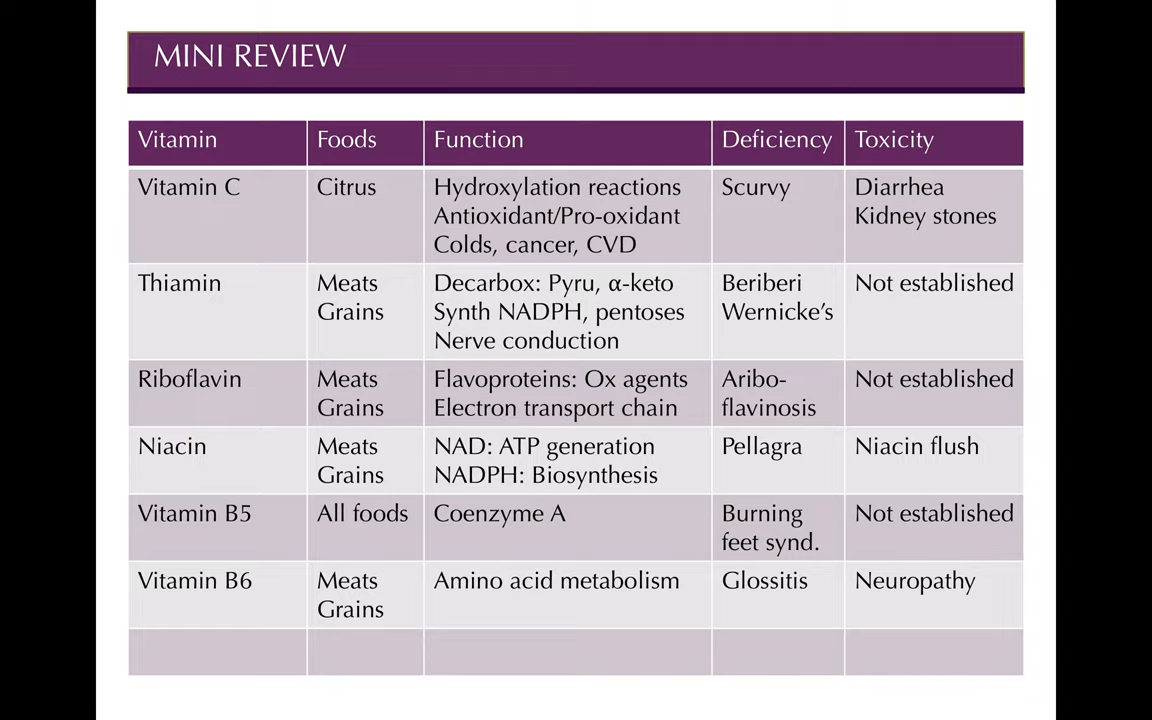 MINI REVIEW
Vitamin Foods Function Deficiency Toxicity
Vitamin C Citrus Hydroxylation reactions Scurvy Diarrhea
Antioxidant/Pro-oxidant Kidney stones
Colds, cancer, CVD
Thiamin Meats Decarbox: Pyru, α-keto Beriberi Not established
Grains Synth NADPH, pentoses Wernicke’s
Nerve conduction
Riboflavin Meats Flavoproteins: Ox agents Aribo- Not established
Grains Electron transport chain flavinosis
Niacin Meats NAD: ATP generation Pellagra Niacin flush
Grains NADPH: Biosynthesis
Vitamin B5 All foods Coenzyme A Burning Not established
feet synd.
Vitamin B6 Meats Amino acid metabolism Glossitis Neuropathy
Grains